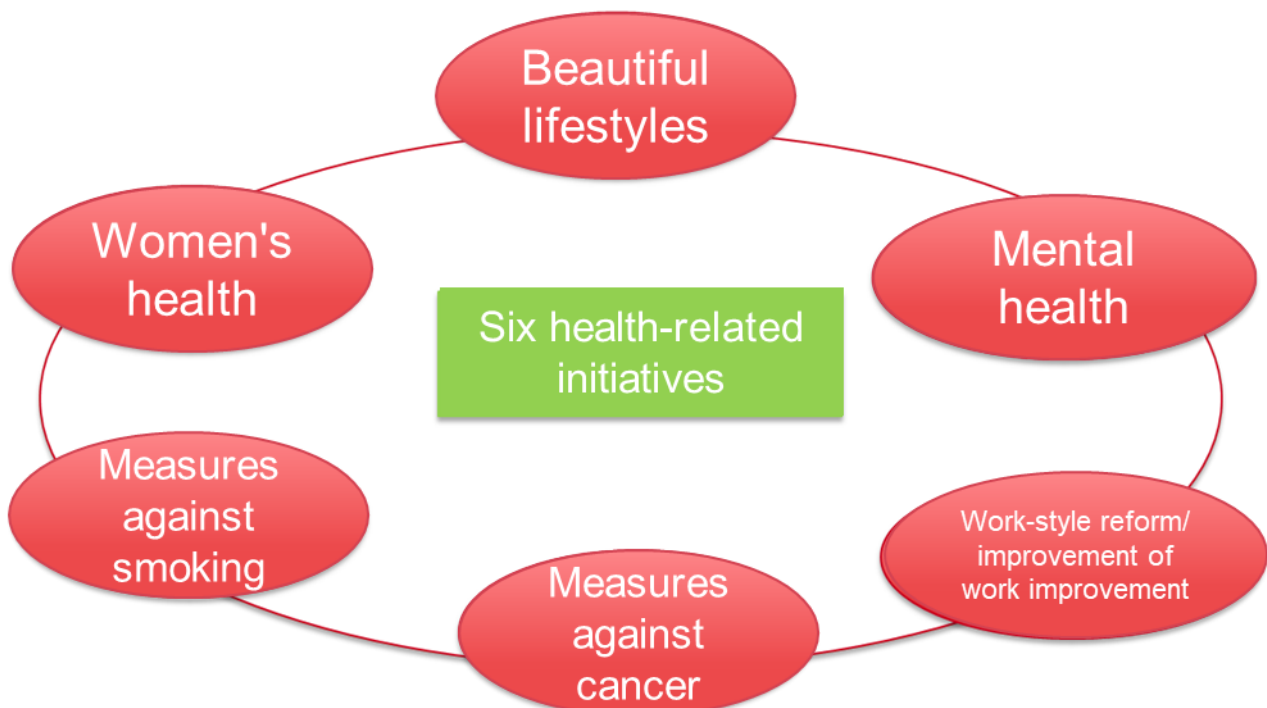 Beautiful
lifestyles
Women's
health
Mental
health
Six health-related
initiatives
Measures
against
smoking
Work-style reform/
improvement of
work improvement
Measures
against
cancer